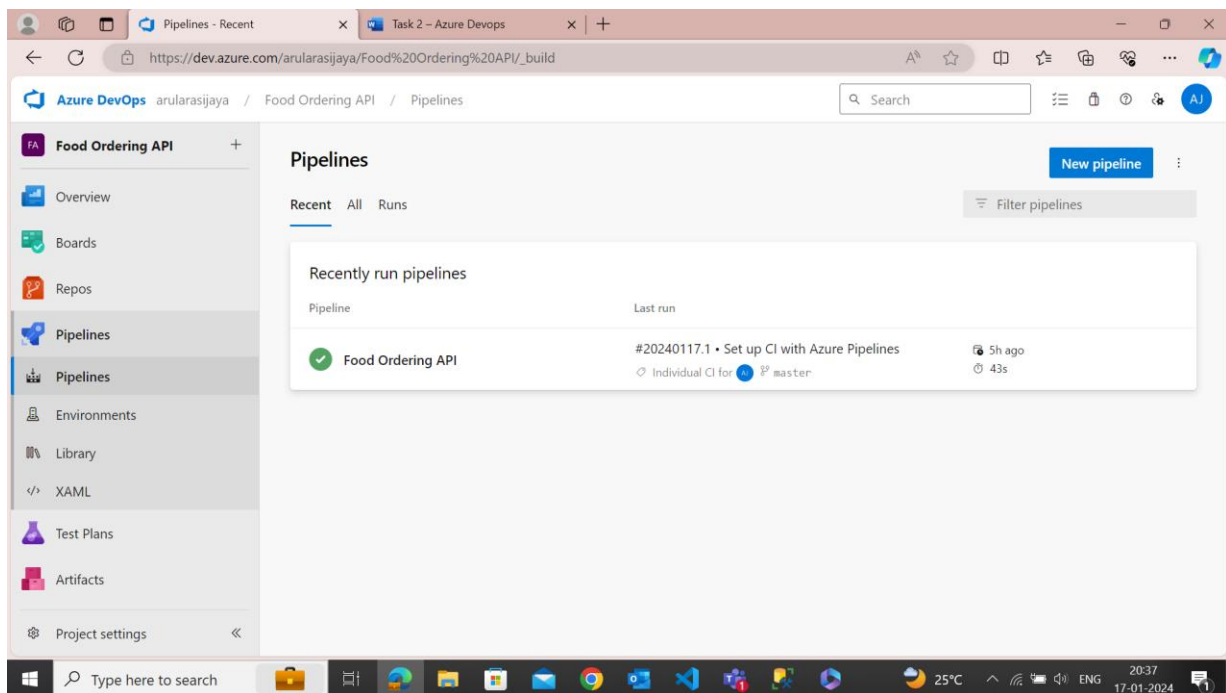 Pipelines - Recent
Task 2 – Azure Devops
https://dev.azure.com/arularasijaya/Food%20Ordering%20API/_build
Azure DevOps arularasijaya / Food Ordering API / Pipelines
Search
AJ
FA Food Ordering API
Overview
Boards
Repos
Pipelines
Pipelines
Environments
Library
XAML
Test Plans
Artifacts
Project settings
Pipelines
New pipeline
Recent All Runs
Filter pipelines
Recently run pipelines
Pipeline Last run
Food Ordering API
#20240117.1 • Set up CI with Azure Pipelines
Individual CI for AJ master
5h ago
43s
Type here to search
25°C
ENG
20:37
17-01-2024
1